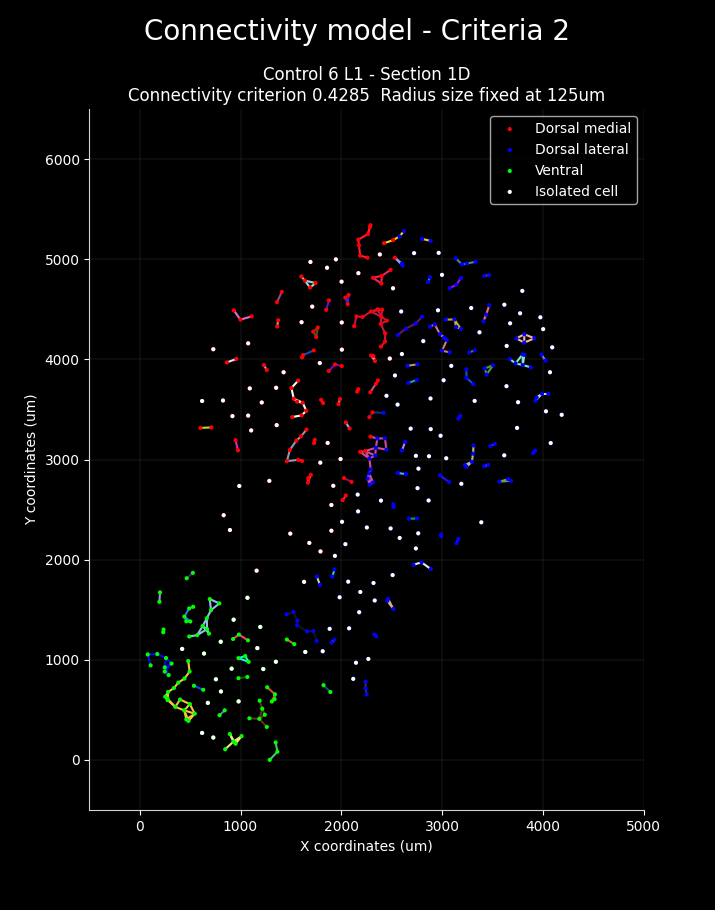 Connectivity model - Criteria 2
Control 6 L1 - Section 1D
Connectivity criterion 0.4285  Radius size fixed at 125um
Dorsal medial
Dorsal lateral
Ventral
Isolated cell
6000
5000
4000
3000
2000
1000
0
Y coordinates (um)
0 1000 2000 3000 4000 5000
X coordinates (um)